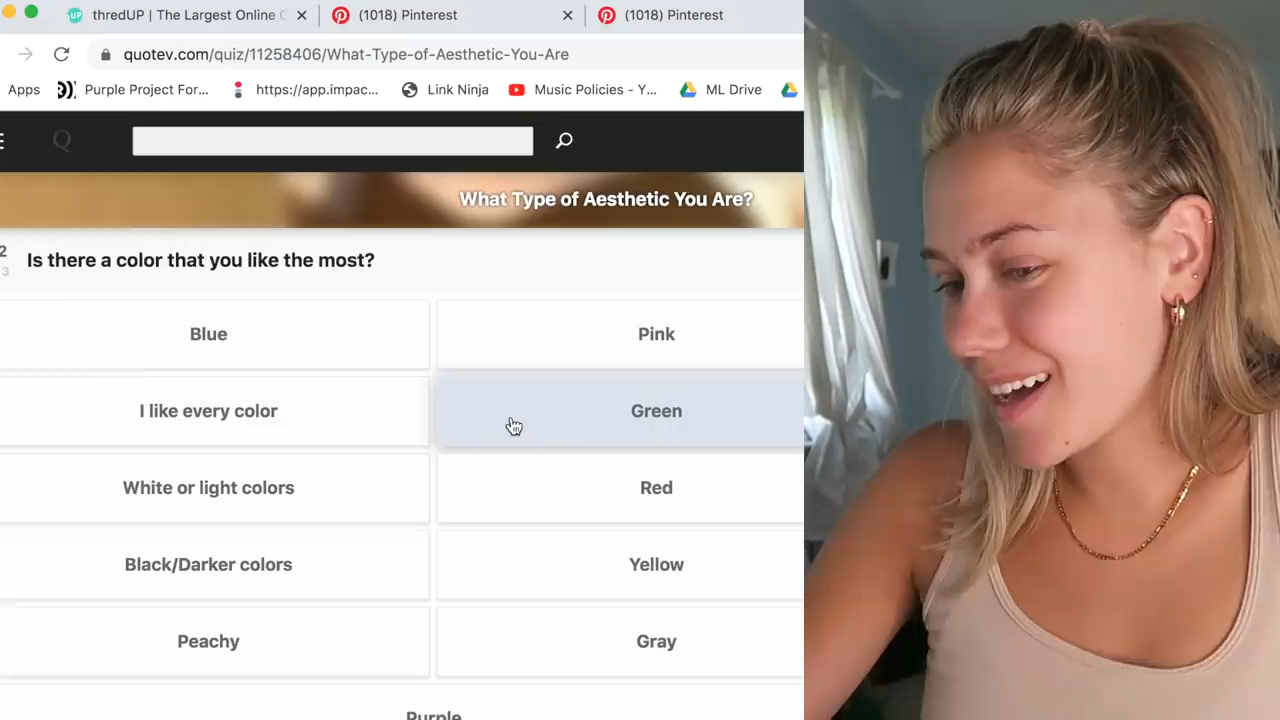 thredUP | The Largest Online C
(1018) Pinterest
(1018) Pinterest
quotev.com/quiz/11258406/What-Type-of-Aesthetic-You-Are
Apps
Purple Project For...
https://app.impac...
Link Ninja
Music Policies - Y...
ML Drive
Q
What Type of Aesthetic You Are?
2
3
Is there a color that you like the most?
Blue
Pink
I like every color
Green
White or light colors
Red
Black/Darker colors
Yellow
Peachy
Gray
Purple